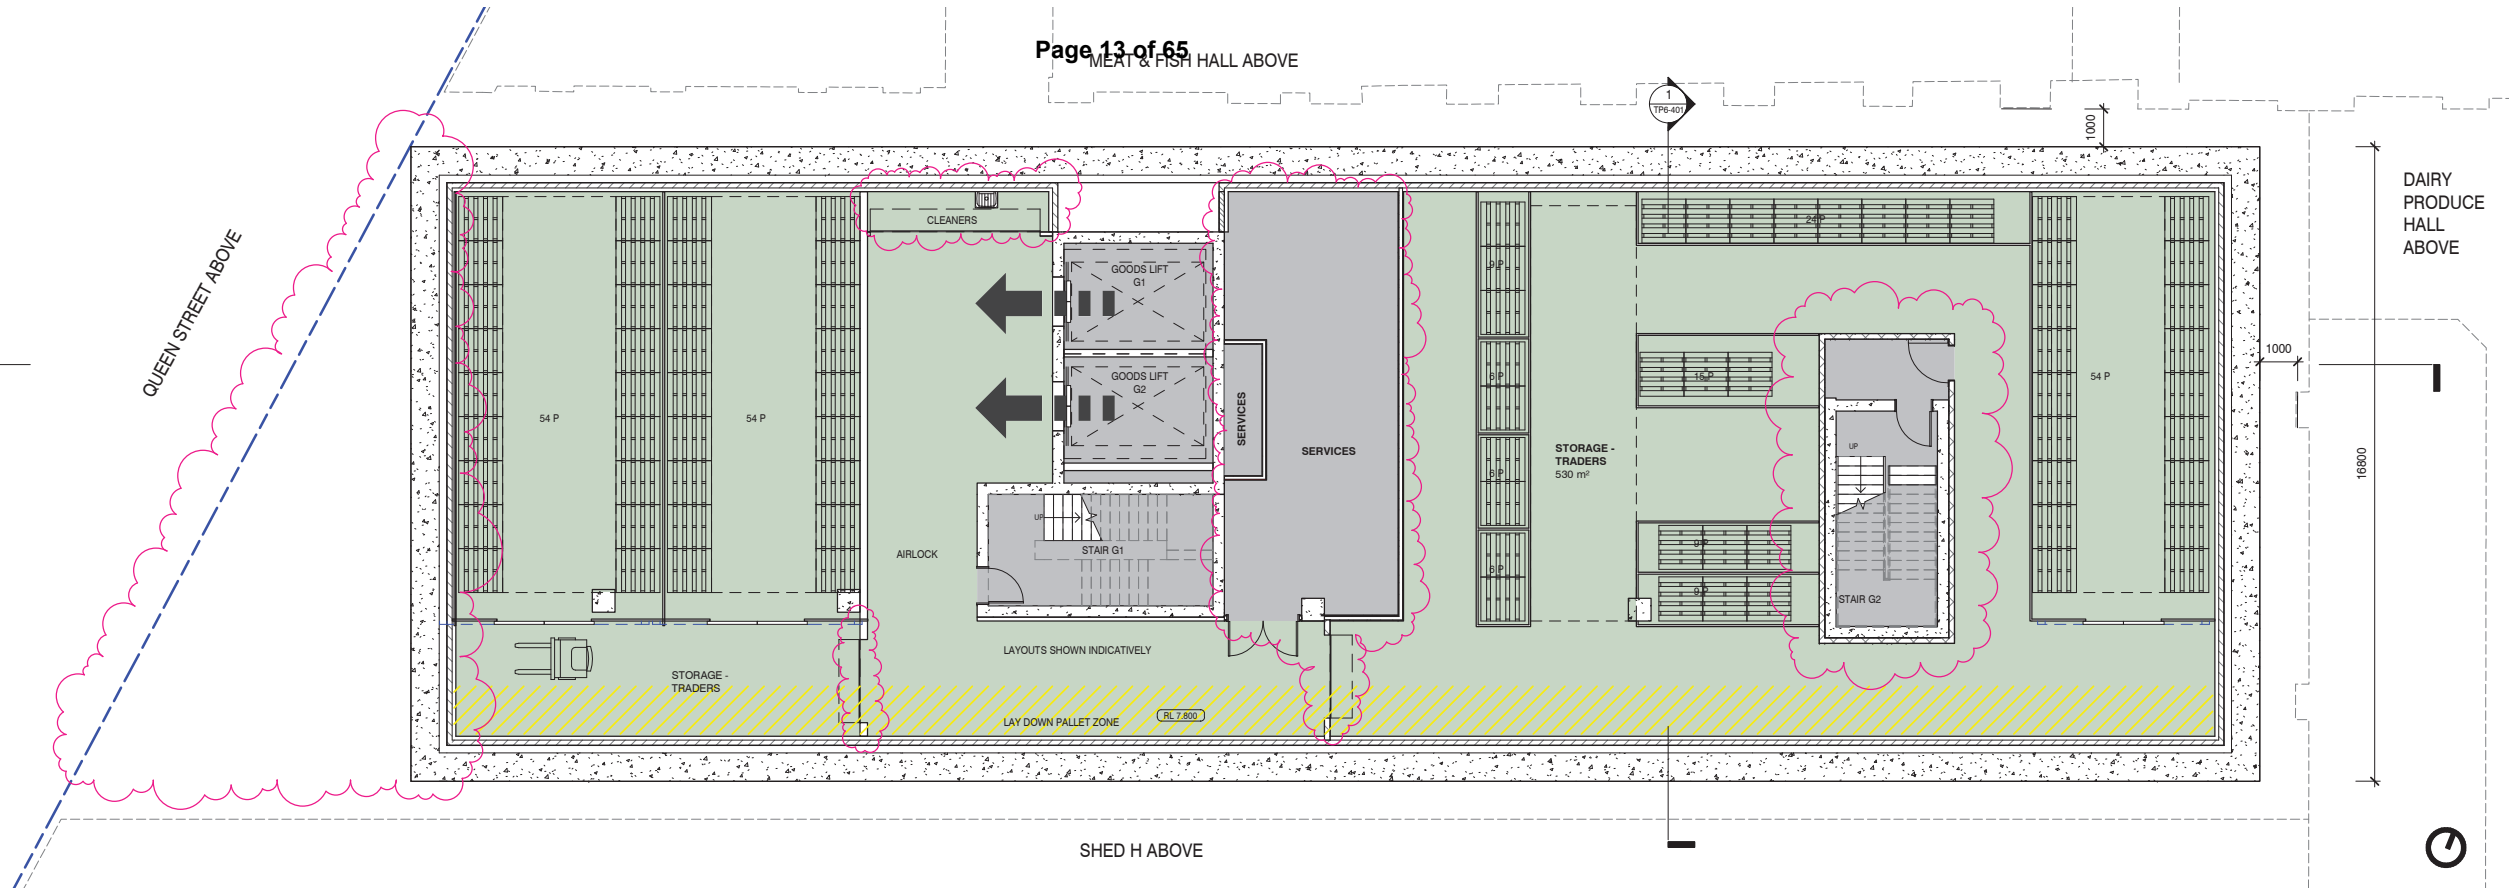 Page 13 of 65
MEAT & FISH HALL ABOVE
1
TP6-401
1000
DAIRY
PRODUCE
HALL
ABOVE
QUEEN STREET ABOVE
CLEANERS
24 P
GOODS LIFT
G1
9 P
1000
GOODS LIFT
G2
6 P
15 P
54 P
54 P
54 P
SERVICES
SERVICES
STORAGE -
TRADERS
530 m²
UP
16800
6 P
UP
AIRLOCK
STAIR G1
9 P
6 P
9 P
STAIR G2
LAYOUTS SHOWN INDICATIVELY
STORAGE -
TRADERS
LAY DOWN PALLET ZONE
RL 7.800
SHED H ABOVE